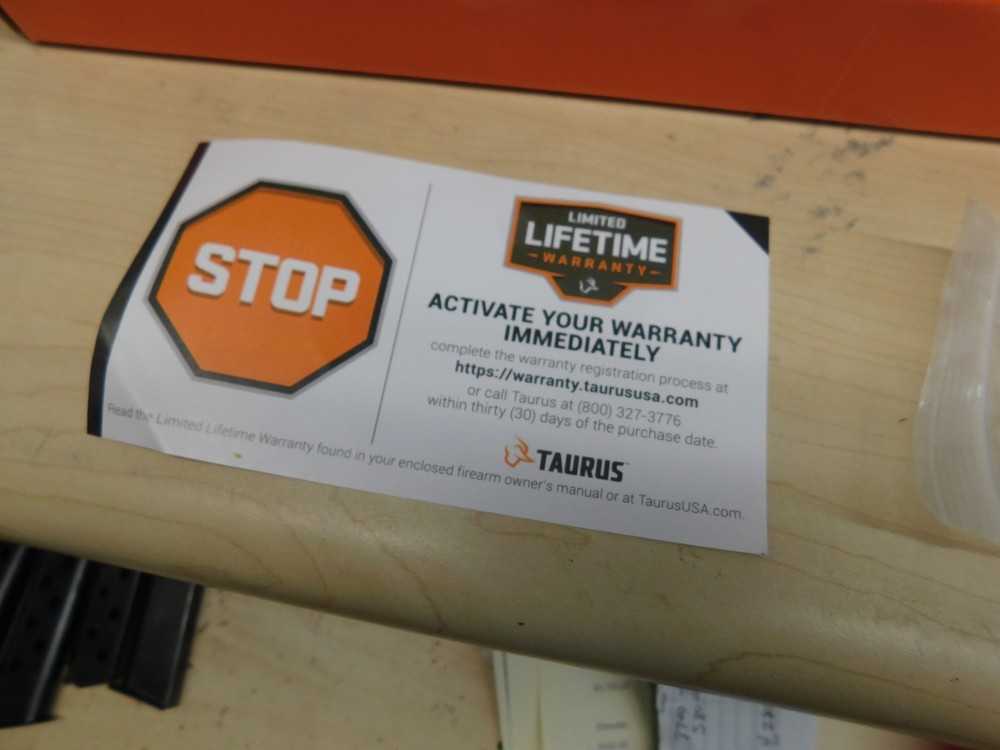 STOP
LIMITED
LIFETIME
WARRANTY
ACTIVATE YOUR WARRANTY
IMMEDIATELY
complete the warranty registration process at
https://warranty.taurususa.com
or call Taurus at (800) 327-3776
within thirty (30) days of the purchase date.
TAURUS
Read the Limited Lifetime Warranty found in your enclosed firearm owner's manual or at TaurusUSA.com.